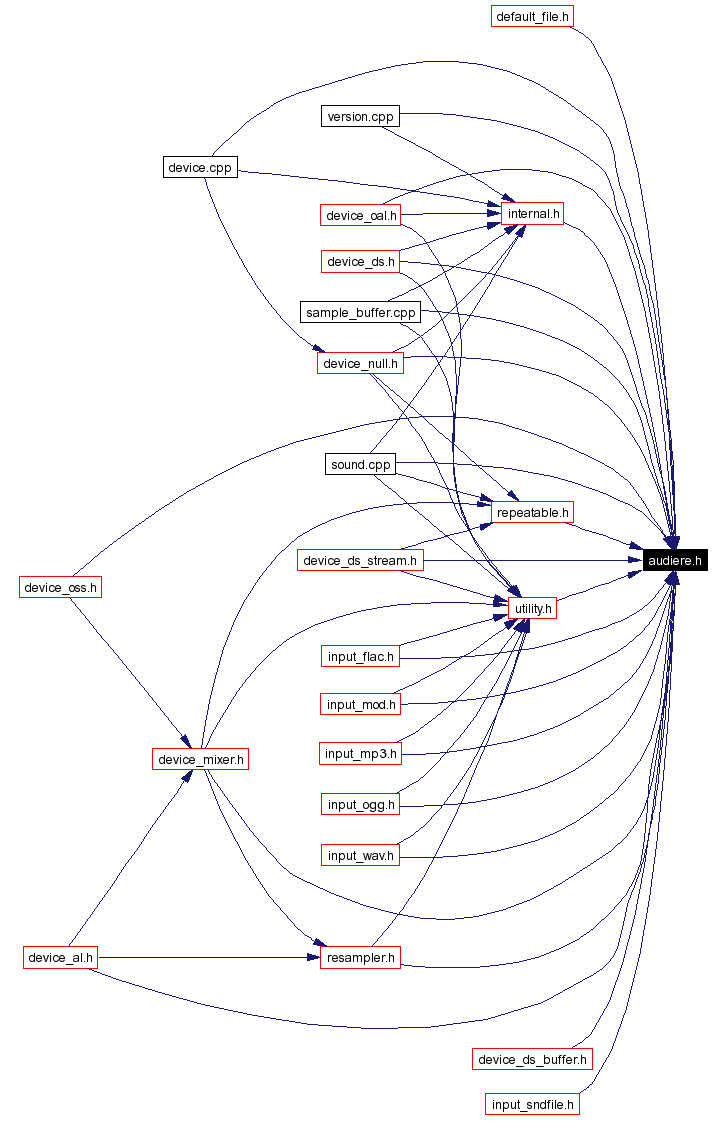 default_file.h
version.cpp
device.cpp
device_oal.h
internal.h
device_ds.h
sample_buffer.cpp
device_null.h
sound.cpp
repeatable.h
device_ds_stream.h
audiere.h
device_oss.h
utility.h
input_flac.h
input_mod.h
input_mp3.h
device_mixer.h
input_ogg.h
input_wav.h
device_al.h
resampler.h
device_ds_buffer.h
input_sndfile.h